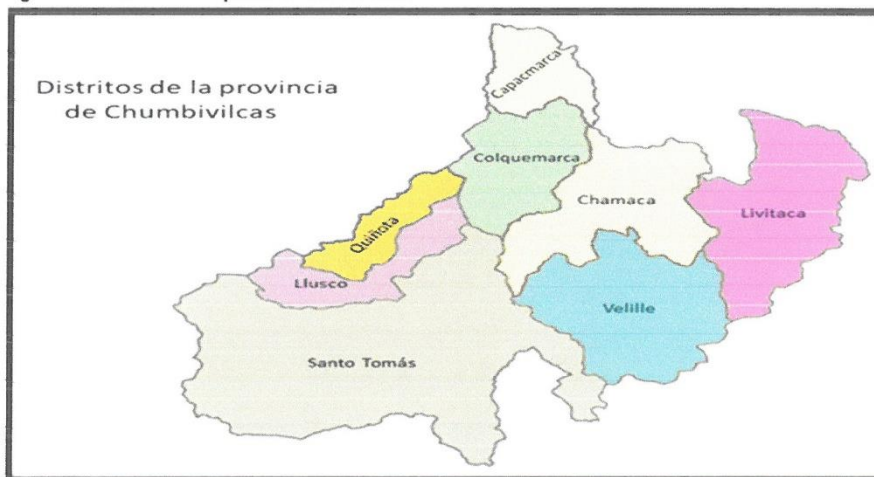 Distritos de la provincia
de Chumbivilcas
Capacmarca
Colquemarca
Chamaca
Livitaca
Quiñota
Llusco
Velille
Santo Tomás